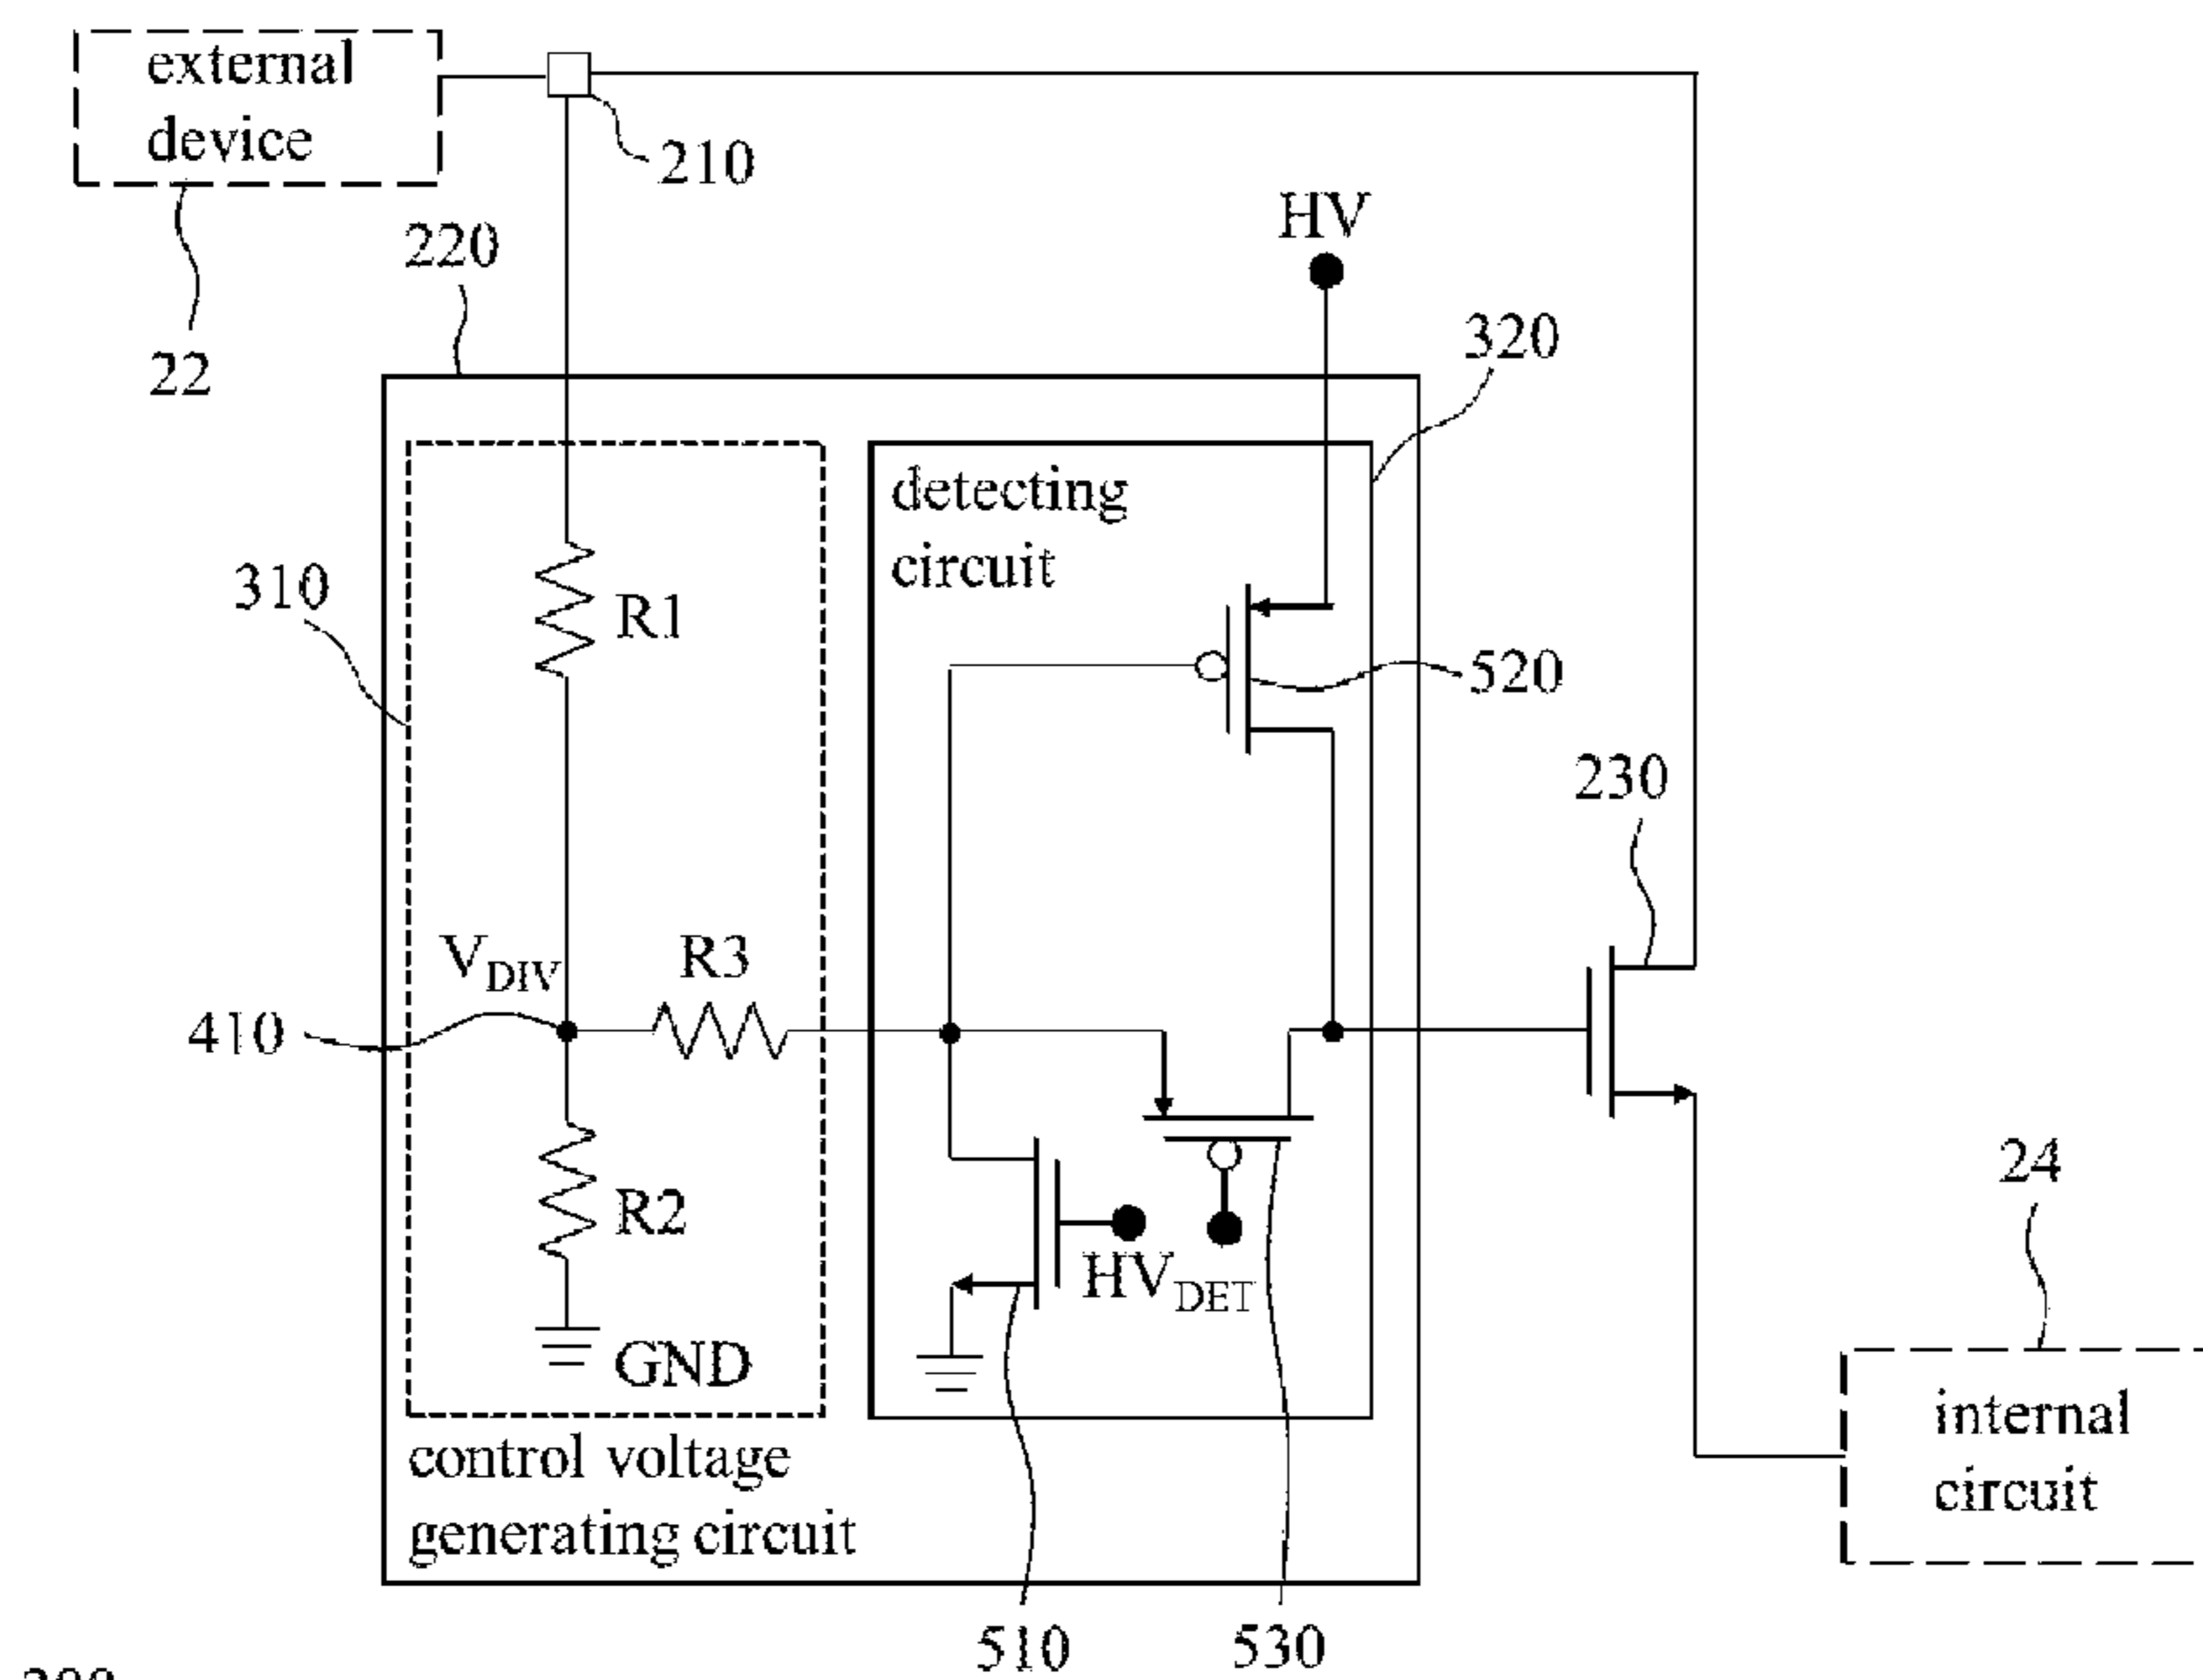 external
device
210
HV
220
320
22
detecting
circuit
310
R1
520
230
V_DIV
R3
410
24
R2
HV_DET
GND
internal
circuit
control voltage
generating circuit
510
530